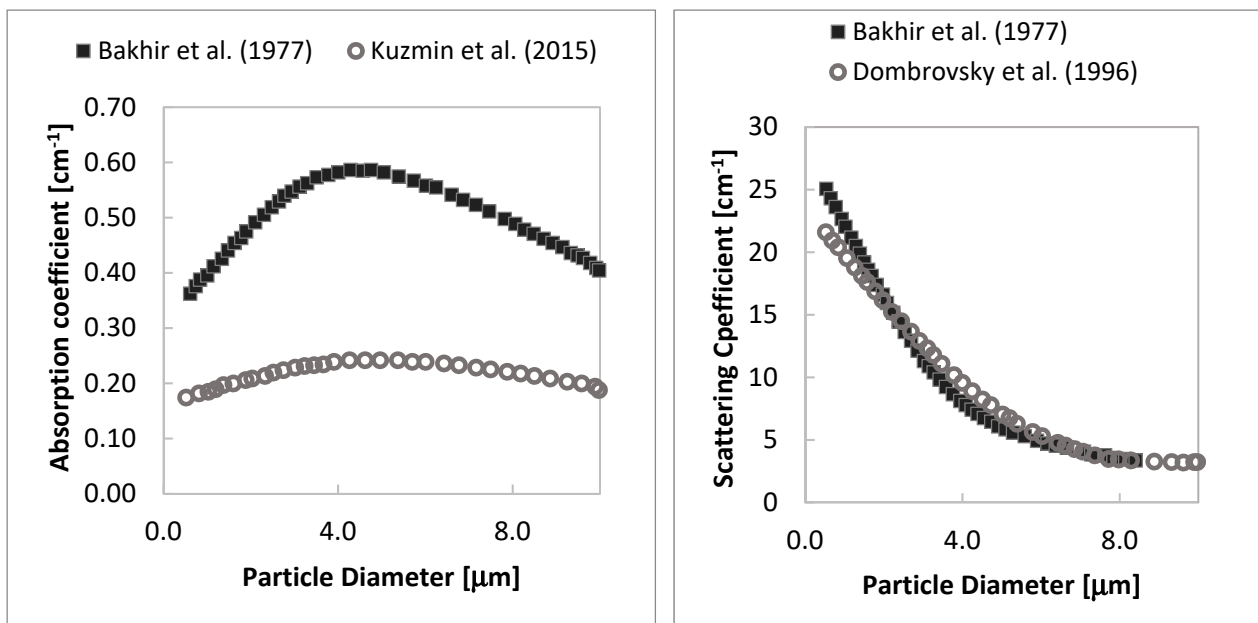 Bakhir et al. (1977) Kuzmin et al. (2015)
0.70
0.60
0.50
0.40
0.30
0.20
0.10
0.00
Absorption coefficient [cm-1]
0.0 4.0 8.0
Particle Diameter [μm]
Bakhir et al. (1977)
Dombrovsky et al. (1996)
30
25
20
15
10
5
0
Scattering Cpefficient [cm-1]
0.0 4.0 8.0
Particle Diameter [μm]